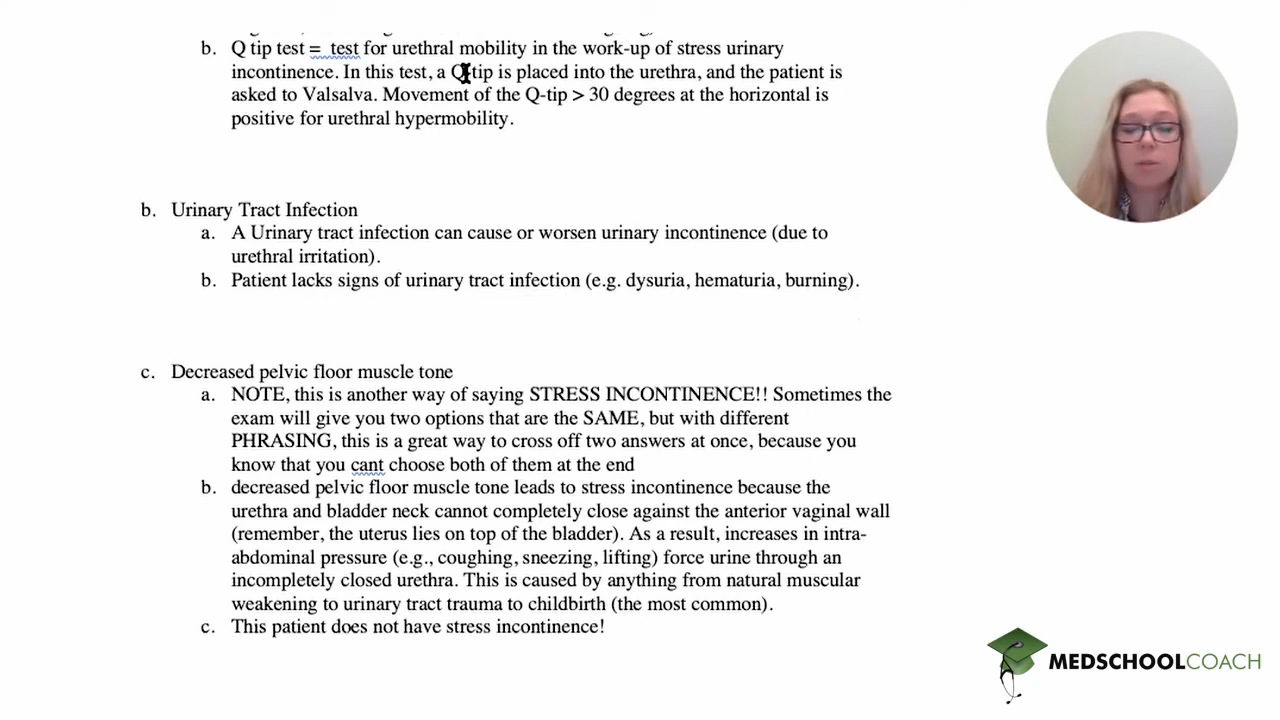 b. Q tip test = test for urethral mobility in the work-up of stress urinary
incontinence. In this test, a Q-tip is placed into the urethra, and the patient is
asked to Valsalva. Movement of the Q-tip > 30 degrees at the horizontal is
positive for urethral hypermobility.
b. Urinary Tract Infection
a. A Urinary tract infection can cause or worsen urinary incontinence (due to
urethral irritation).
b. Patient lacks signs of urinary tract infection (e.g. dysuria, hematuria, burning).
c. Decreased pelvic floor muscle tone
a. NOTE, this is another way of saying STRESS INCONTINENCE!! Sometimes the
exam will give you two options that are the SAME, but with different
PHRASING, this is a great way to cross off two answers at once, because you
know that you cant choose both of them at the end
b. decreased pelvic floor muscle tone leads to stress incontinence because the
urethra and bladder neck cannot completely close against the anterior vaginal wall
(remember, the uterus lies on top of the bladder). As a result, increases in intra-
abdominal pressure (e.g., coughing, sneezing, lifting) force urine through an
incompletely closed urethra. This is caused by anything from natural muscular
weakening to urinary tract trauma to childbirth (the most common).
c. This patient does not have stress incontinence!
MEDSCHOOLCOACH